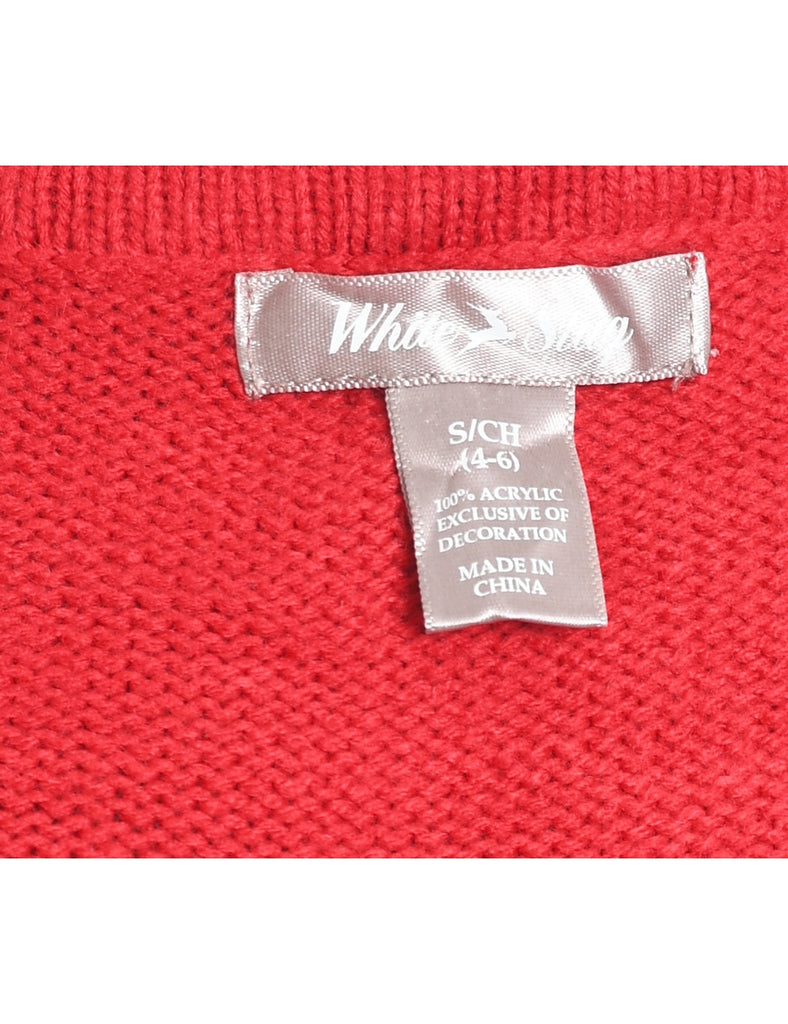 White Stag
S/CH
(4-6)
100% ACRYLIC
EXCLUSIVE OF
DECORATION
MADE IN
CHINA